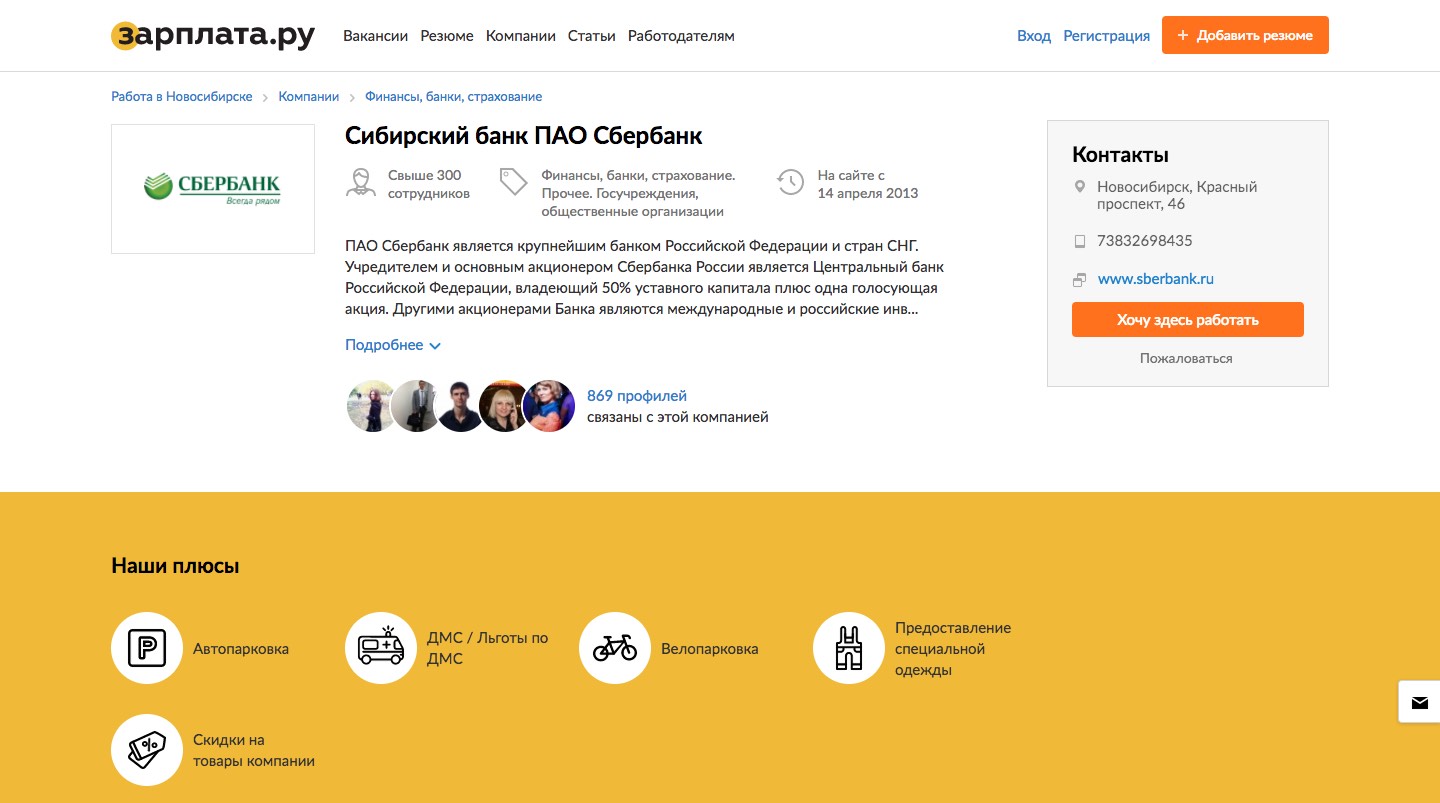 зарплата.ру
Вакансии Резюме Компании Статьи Работодателям
Вход Регистрация + Добавить резюме
Работа в Новосибирске > Компании > Финансы, банки, страхование
СБЕРБАНК
Всегда рядом
Сибирский банк ПАО Сбербанк
Свыше 300
сотрудников
Финансы, банки, страхование.
Прочее. Госучреждения,
общественные организации
На сайте с
14 апреля 2013
ПАО Сбербанк является крупнейшим банком Российской Федерации и стран СНГ.
Учредителем и основным акционером Сбербанка России является Центральный банк
Российской Федерации, владеющий 50% уставного капитала плюс одна голосующая
акция. Другими акционерами Банка являются международные и российские инв...
Подробнее
869 профилей
связаны с этой компанией
Контакты
Новосибирск, Красный
проспект, 46
73832698435
www.sberbank.ru
Хочу здесь работать
Пожаловаться
Наши плюсы
P
Автопарковка
ДМС / Льготы по
ДМС
Велопарковка
Предоставление
специальной
одежды
%
Скидки на
товары компании